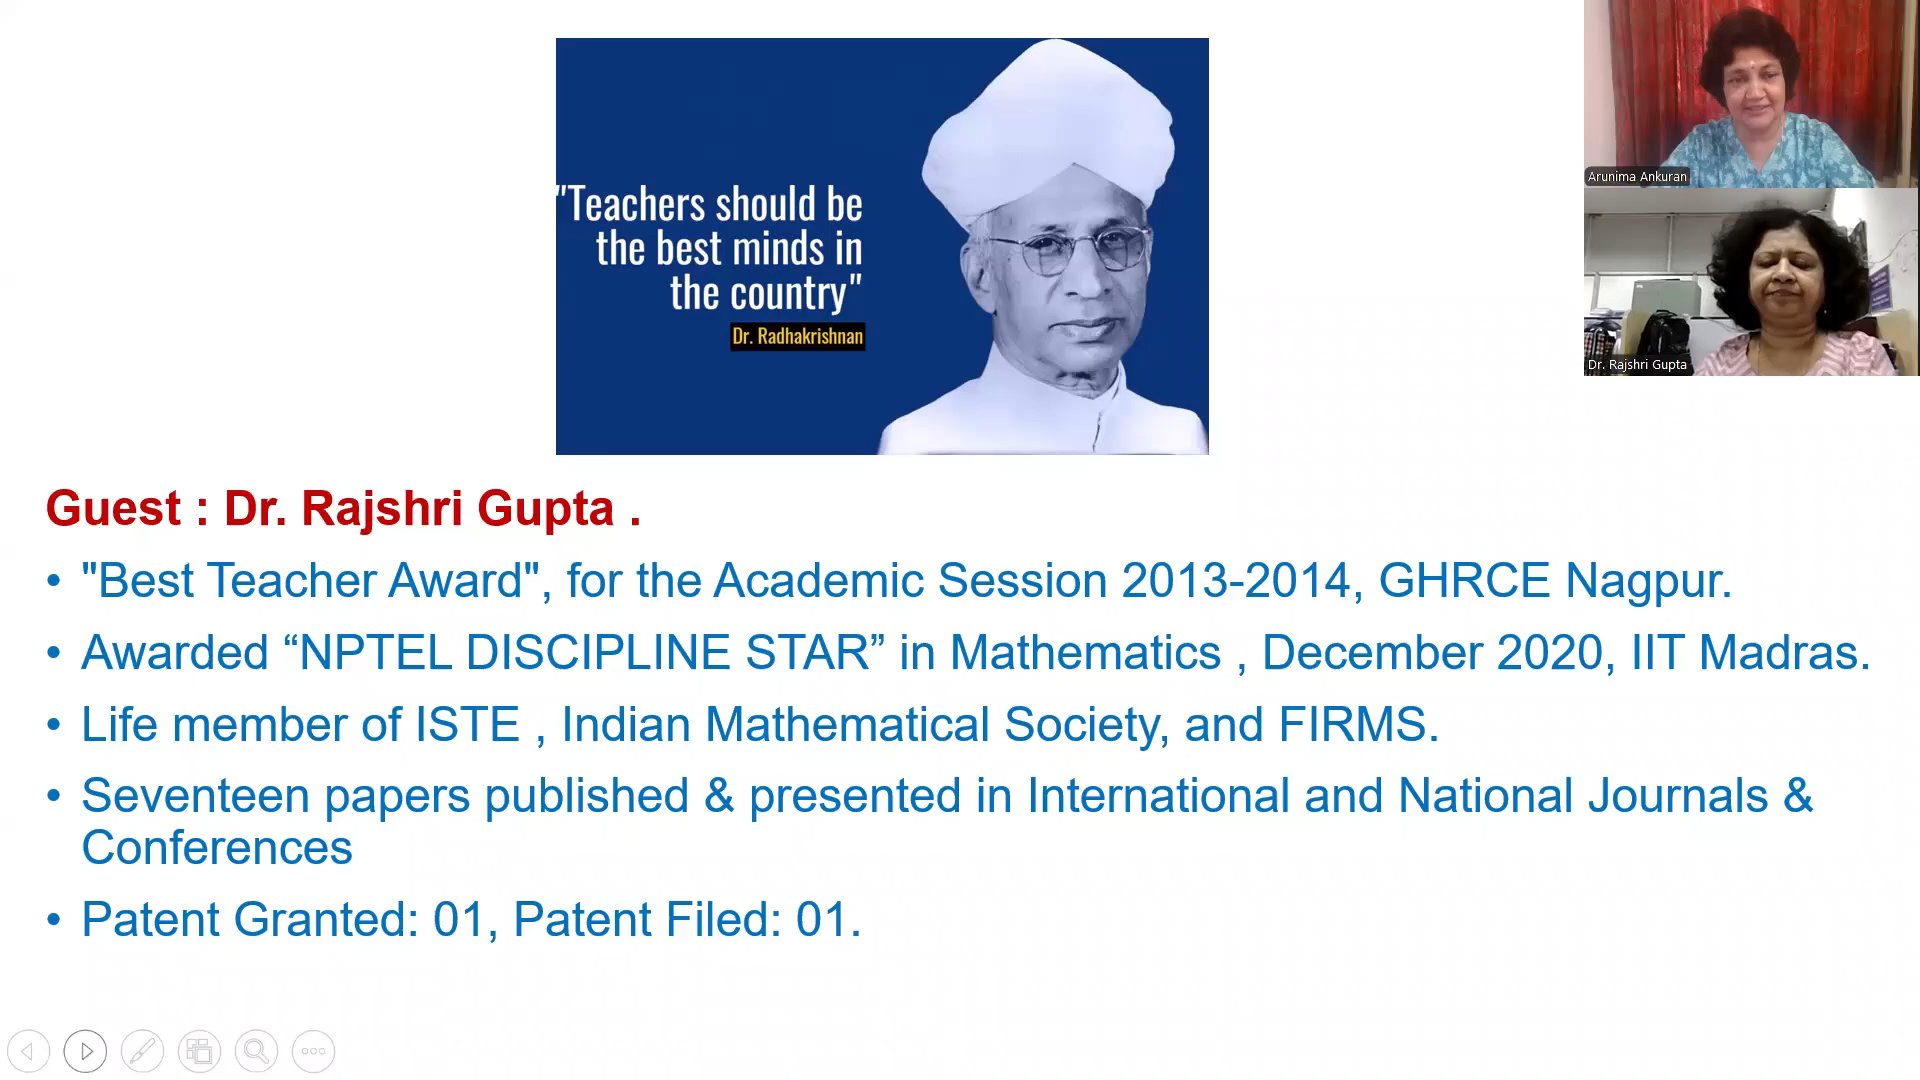 "Teachers should be
the best minds in
the country"
Dr. Radhakrishnan
Arunima Ankuran
Dr. Rajshri Gupta
Guest : Dr. Rajshri Gupta .
• "Best Teacher Award", for the Academic Session 2013-2014, GHRCE Nagpur.
• Awarded “NPTEL DISCIPLINE STAR” in Mathematics , December 2020, IIT Madras.
• Life member of ISTE , Indian Mathematical Society, and FIRMS.
• Seventeen papers published & presented in International and National Journals &
Conferences
• Patent Granted: 01, Patent Filed: 01.